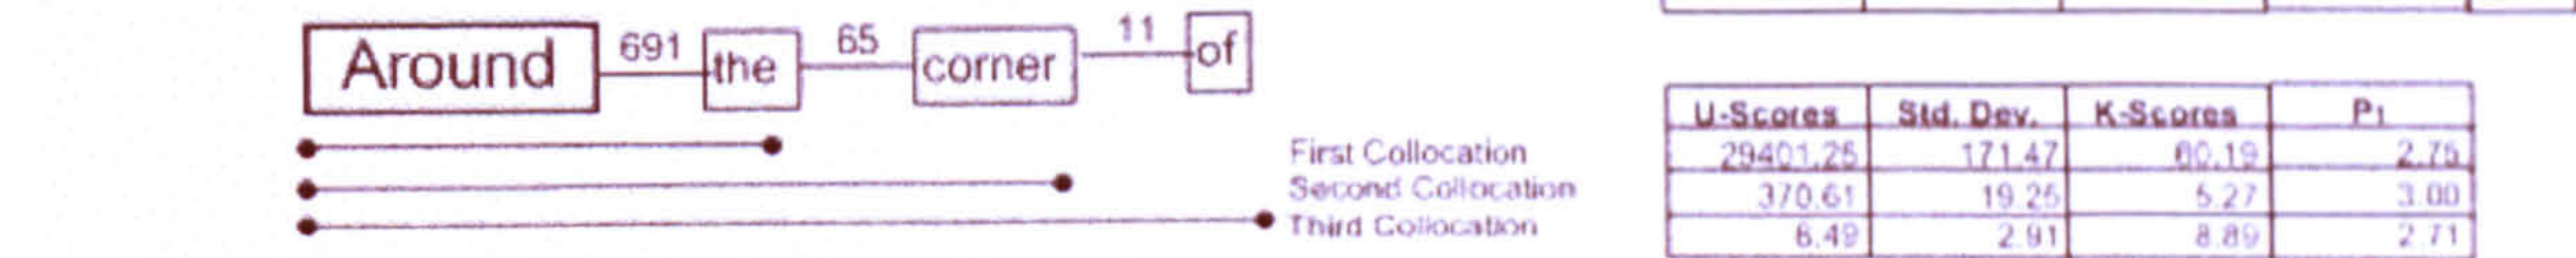 Around 691 the 65 corner 11 of
First Collocation
Second Collocation
Third Collocation
U-Scores Std. Dev. K-Scores P1
29401.25 171.47 60.19 2.75
370.61 19.25 5.27 3.00
8.49 2.91 8.89 2.71